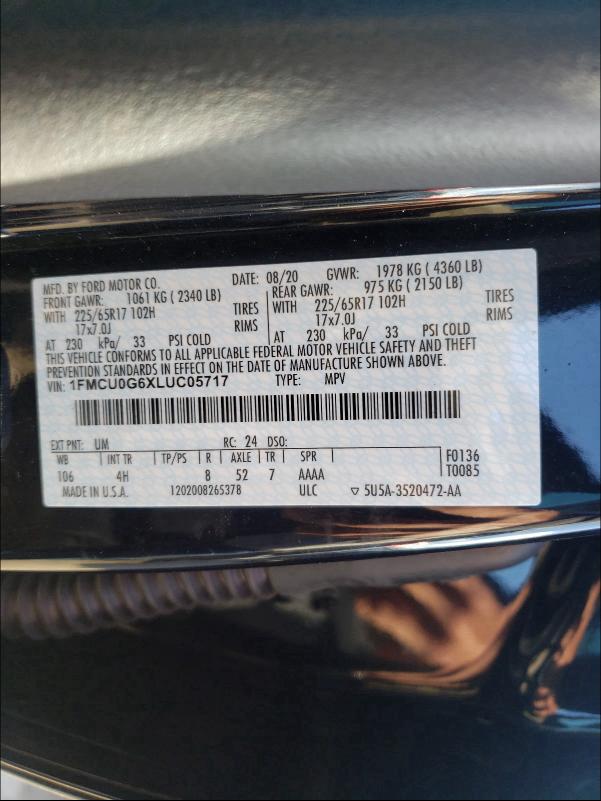 MFD. BY FORD MOTOR CO. DATE: 08/20 GVWR: 1978 KG ( 4360 LB)
FRONT GAWR: 1061 KG ( 2340 LB) REAR GAWR: 975 KG ( 2150 LB)
WITH 225/65R17 102H TIRES WITH 225/65R17 102H TIRES
17x7.0J RIMS 17x7.0J RIMS
AT 230 kPa/ 33 PSI COLD AT 230 kPa/ 33 PSI COLD
THIS VEHICLE CONFORMS TO ALL APPLICABLE FEDERAL MOTOR VEHICLE SAFETY AND THEFT
PREVENTION STANDARDS IN EFFECT ON THE DATE OF MANUFACTURE SHOWN ABOVE.
VIN: 1FMCU0G6XLUC05717 TYPE: MPV
EXT PNT: UM RC: 24 DSO:
WB INT TR TP/PS R AXLE TR SPR F0136
106 4H 8 52 7 AAAA T0085
MADE IN U.S.A. 1202008265378 ULC ▽ 5U5A-3520472-AA